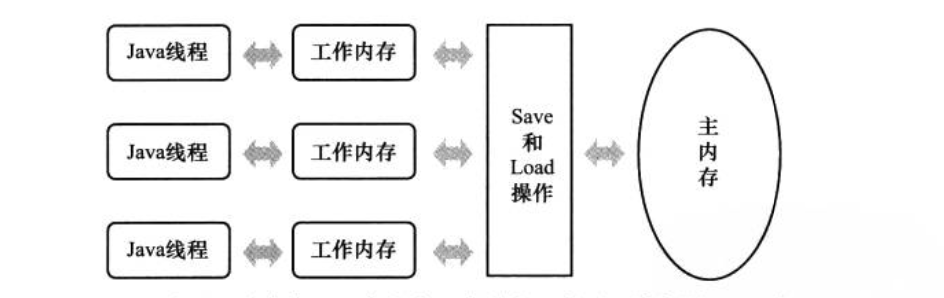 Java线程
工作内存
Java线程
工作内存
Java线程
工作内存
Save
和
Load
操作
主
内
存